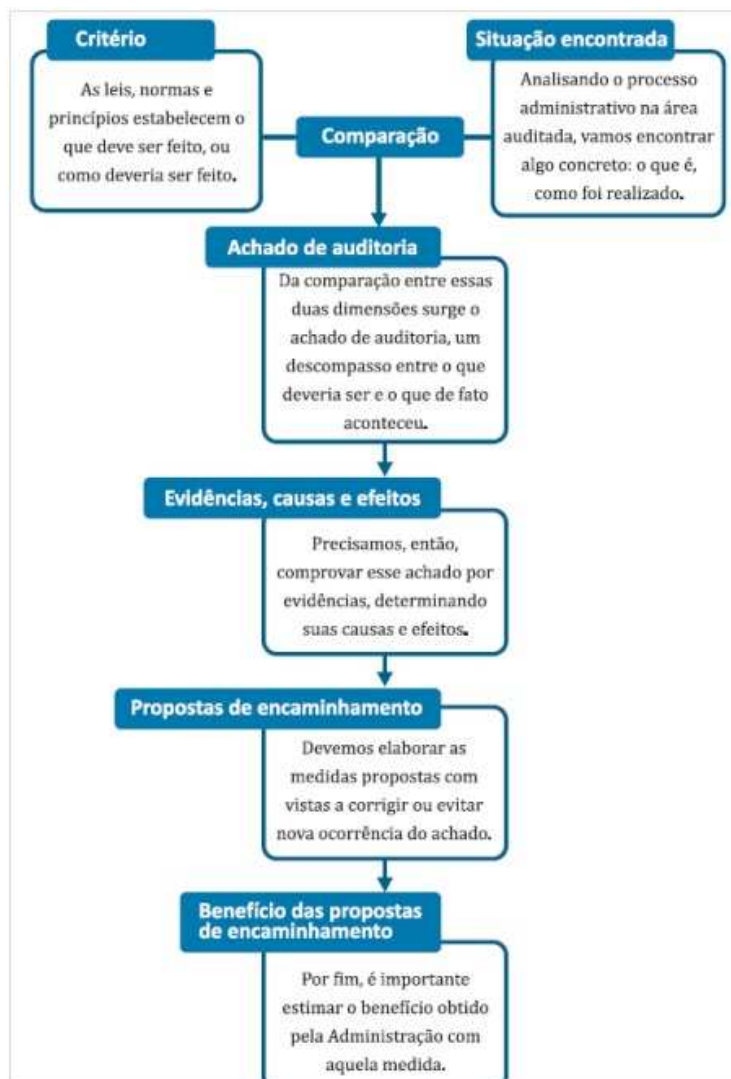 Critério
As leis, normas e
princípios estabelecem o
que deve ser feito, ou
como deveria ser feito.
Comparação
Situação encontrada
Analisando o processo
administrativo na área
auditada, vamos encontrar
algo concreto: o que é,
como foi realizado.
Achado de auditoria
Da comparação entre essas
duas dimensões surge o
achado de auditoria, um
descompasso entre o que
deveria ser e o que de fato
aconteceu.
Evidências, causas e efeitos
Precisamos, então,
comprovar esse achado por
evidências, determinando
suas causas e efeitos.
Propostas de encaminhamento
Devemos elaborar as
medidas propostas com
vistas a corrigir ou evitar
nova ocorrência do achado.
Benefício das propostas
de encaminhamento
Por fim, é importante
estimar o benefício obtido
pela Administração com
aquela medida.